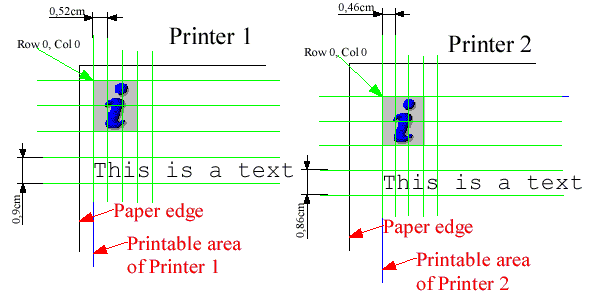 0,52cm
Printer 1
Row 0, Col 0
This is a text
0,9cm
Paper edge
Printable area
of Printer 1
0,46cm
Printer 2
Row 0, Col 0
This is a text
0,86cm
Paper edge
Printable area
of Printer 2